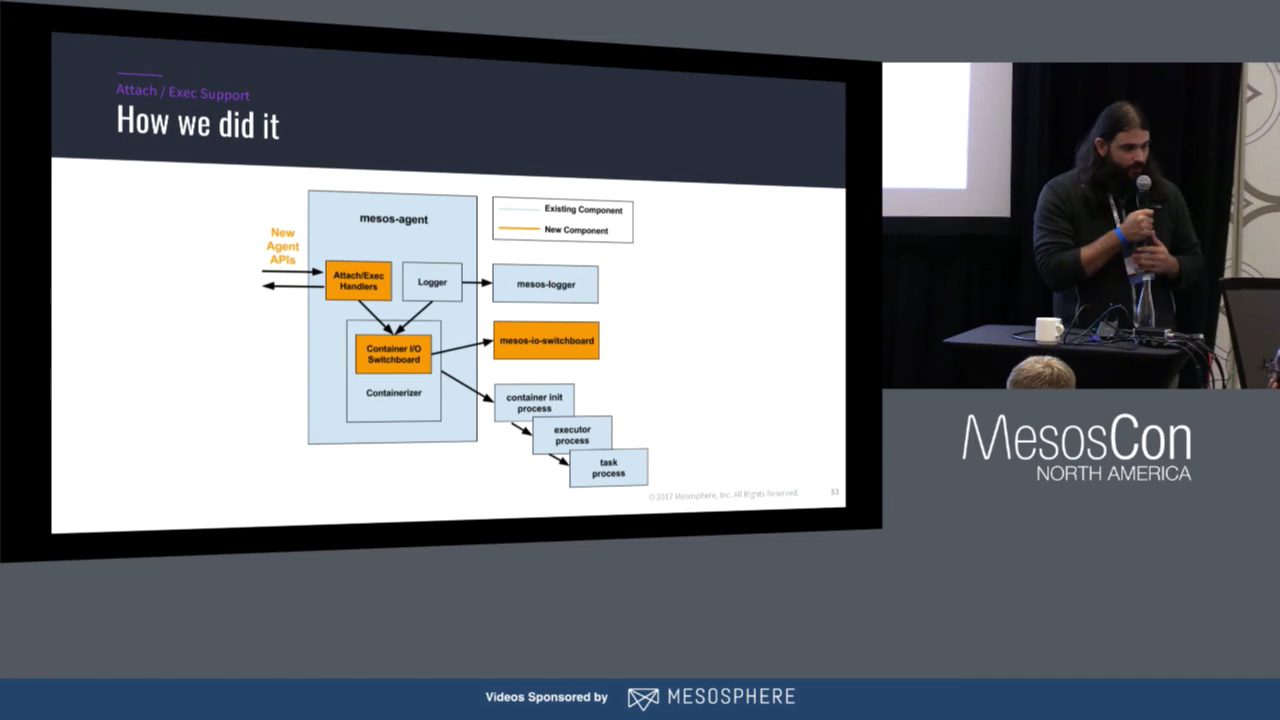 Attach / Exec Support
How we did it
mesos-agent
New
Agent
APIs
Attach/Exec
Handlers
Logger
Container I/O
Switchboard
Containerizer
Existing Component
New Component
mesos-logger
mesos-io-switchboard
container init
process
executor
process
task
process
© 2017 Mesosphere, Inc. All Rights Reserved.
53
MesosCon
NORTH AMERICA
Videos Sponsored by
MESOSPHERE